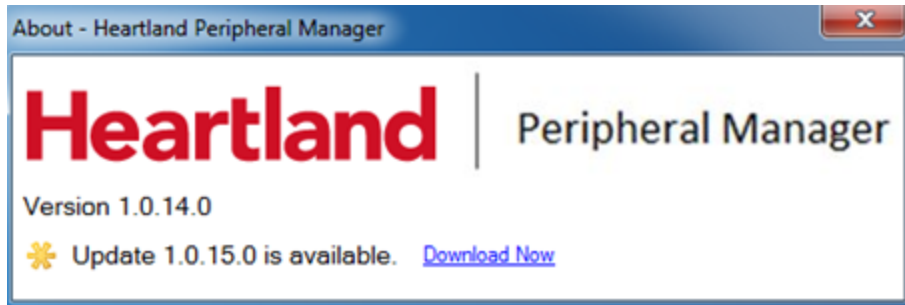 About - Heartland Peripheral Manager
Heartland | Peripheral Manager
Version 1.0.14.0
Update 1.0.15.0 is available. Download Now